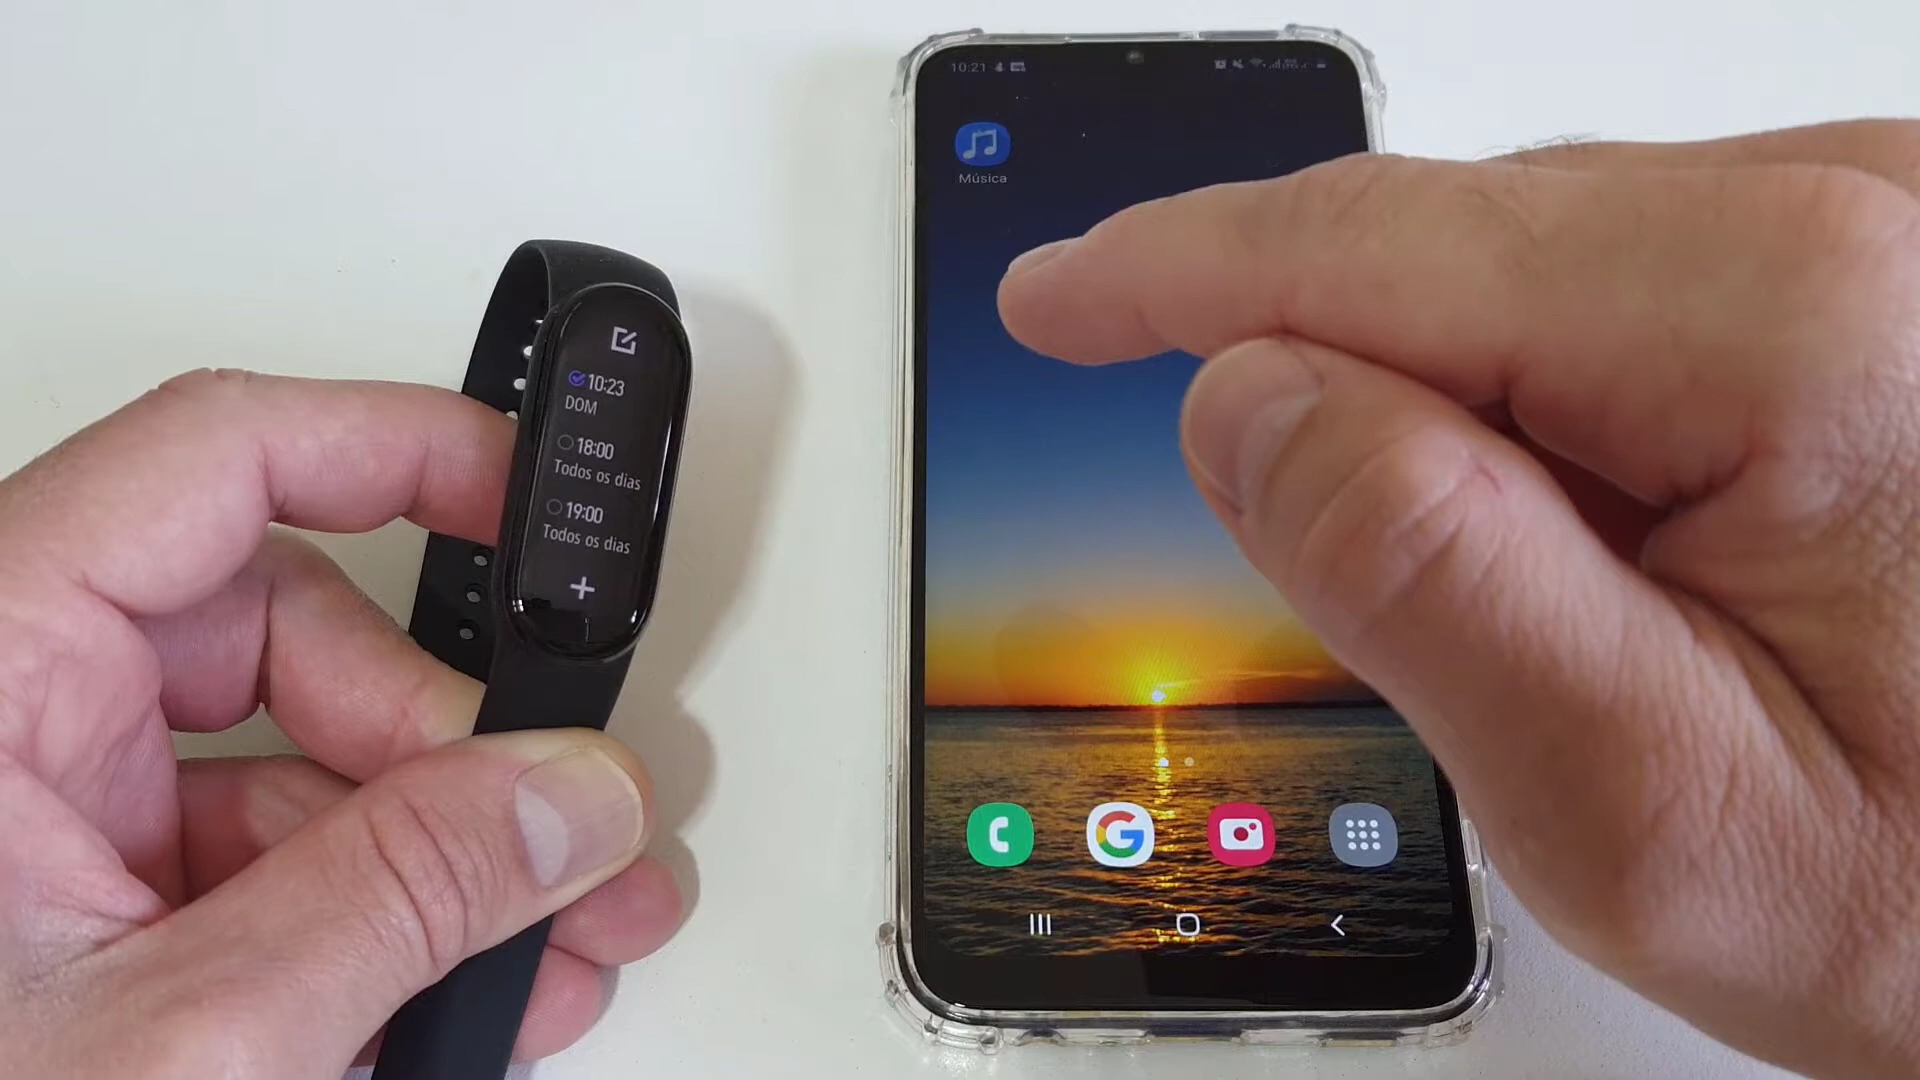 10:23
DOM
18:00
Todos os dias
19:00
Todos os dias
10:21
Música
G